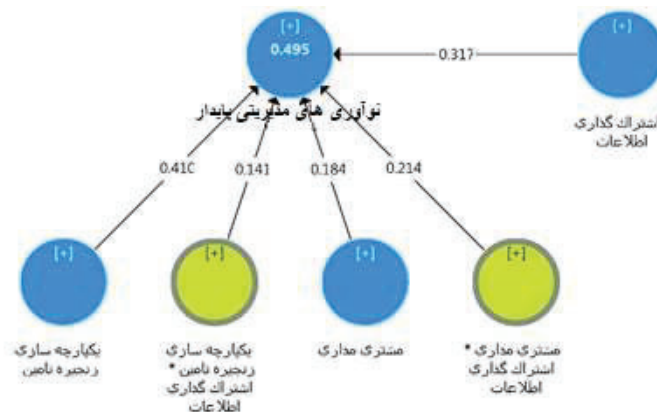 [+]
0.495
[+]
0.317
نوآوری های مدیریتی پایدار
اشتراک گذاری
اطلاعات
0.410
0.141
0.184
0.214
[+]
[+]
[+]
[+]
یکپارچه سازی
زنجیره تامین
یکپارچه سازی
زنجیره تامین *
اشتراک گذاری
اطلاعات
مشتری مداری
مشتری مداری *
اشتراک گذاری
اطلاعات